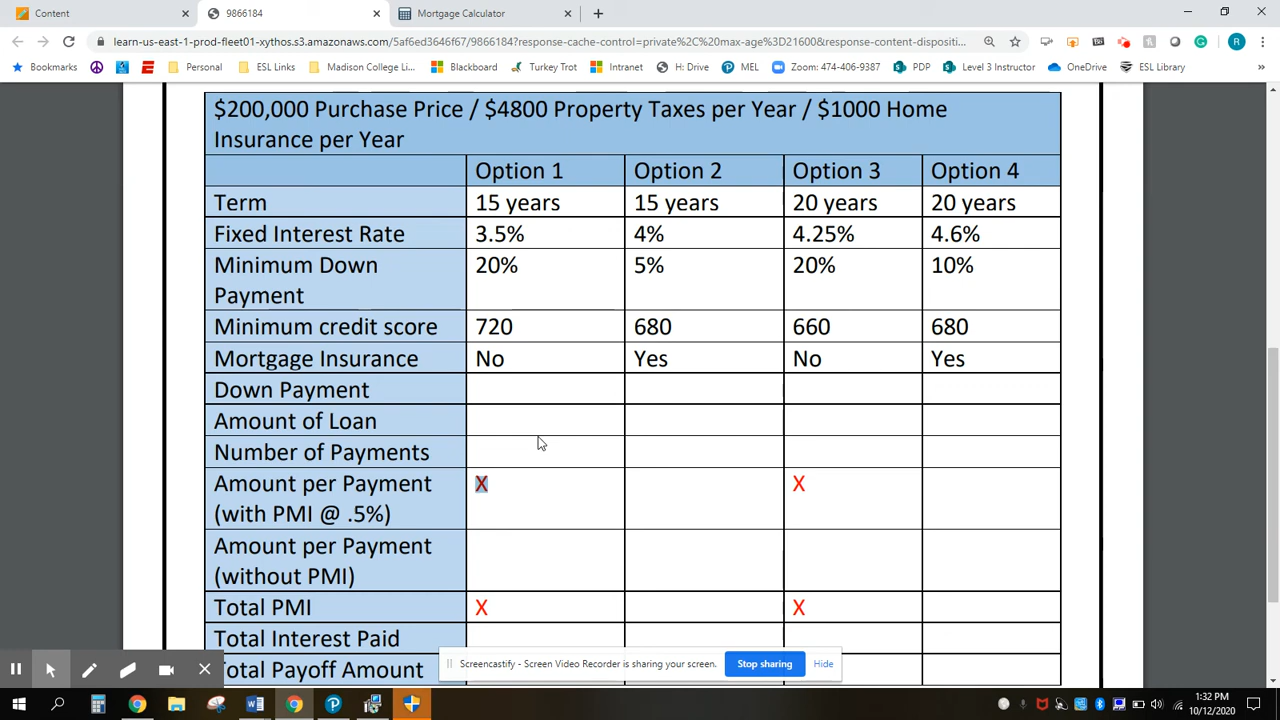 Content
9866184
Mortgage Calculator
learn-us-east-1-prod-fleet01-xythos.s3.amazonaws.com/5af6ed3646f67/9866184?response-cache-control=private%2C%20max-age%3D21600&response-content-dispositi...
R
Bookmarks
Personal
ESL Links
Madison College Li...
Blackboard
Turkey Trot
Intranet
H: Drive
MEL
Zoom: 474-436-9387
PDP
Level 3 Instructor
OneDrive
ESL Library
»
$200,000 Purchase Price / $4800 Property Taxes per Year / $1000 Home
Insurance per Year
Option 1 Option 2 Option 3 Option 4
Term 15 years 15 years 20 years 20 years
Fixed Interest Rate 3.5% 4% 4.25% 4.6%
Minimum Down 20% 5% 20% 10%
Payment
Minimum credit score 720 680 660 680
Mortgage Insurance No Yes No Yes
Down Payment
Amount of Loan
Number of Payments
Amount per Payment X X
(with PMI @ .5%)
Amount per Payment
(without PMI)
Total PMI X X
Total Interest Paid
Total Payoff Amount
Screencastify - Screen Video Recorder is sharing your screen. Stop sharing Hide
1:32 PM
10/12/2020